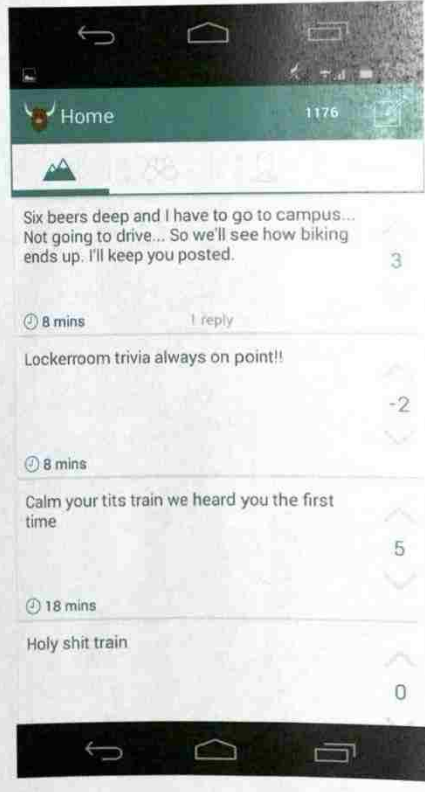 Home
1176
Six beers deep and I have to go to campus...
Not going to drive... So we'll see how biking
ends up. I'll keep you posted.
3
8 mins
1 reply
Lockerroom trivia always on point!!
-2
8 mins
Calm your tits train we heard you the first
time
5
18 mins
Holy shit train
0